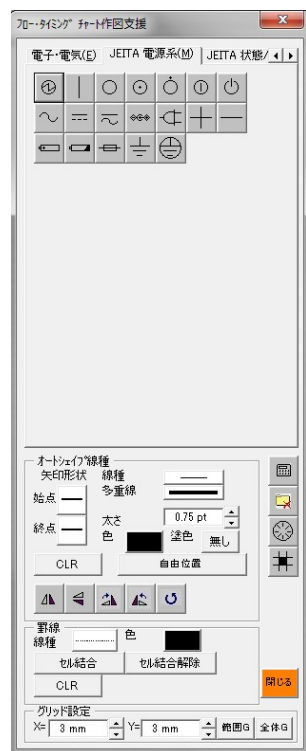 フロー・タイミング チャート作図支援
電子・電気(E) JEITA 電源系(M) JEITA 状態/
オートシェイプ線種
矢印形状 線種
多重線
始点
太さ 0.75 pt
終点 色 塗色 無し
CLR 自由位置
罫線
線種 色
セル結合 セル結合解除
CLR
閉じる
グリッド設定
X= 3 mm Y= 3 mm 範囲G 全体G